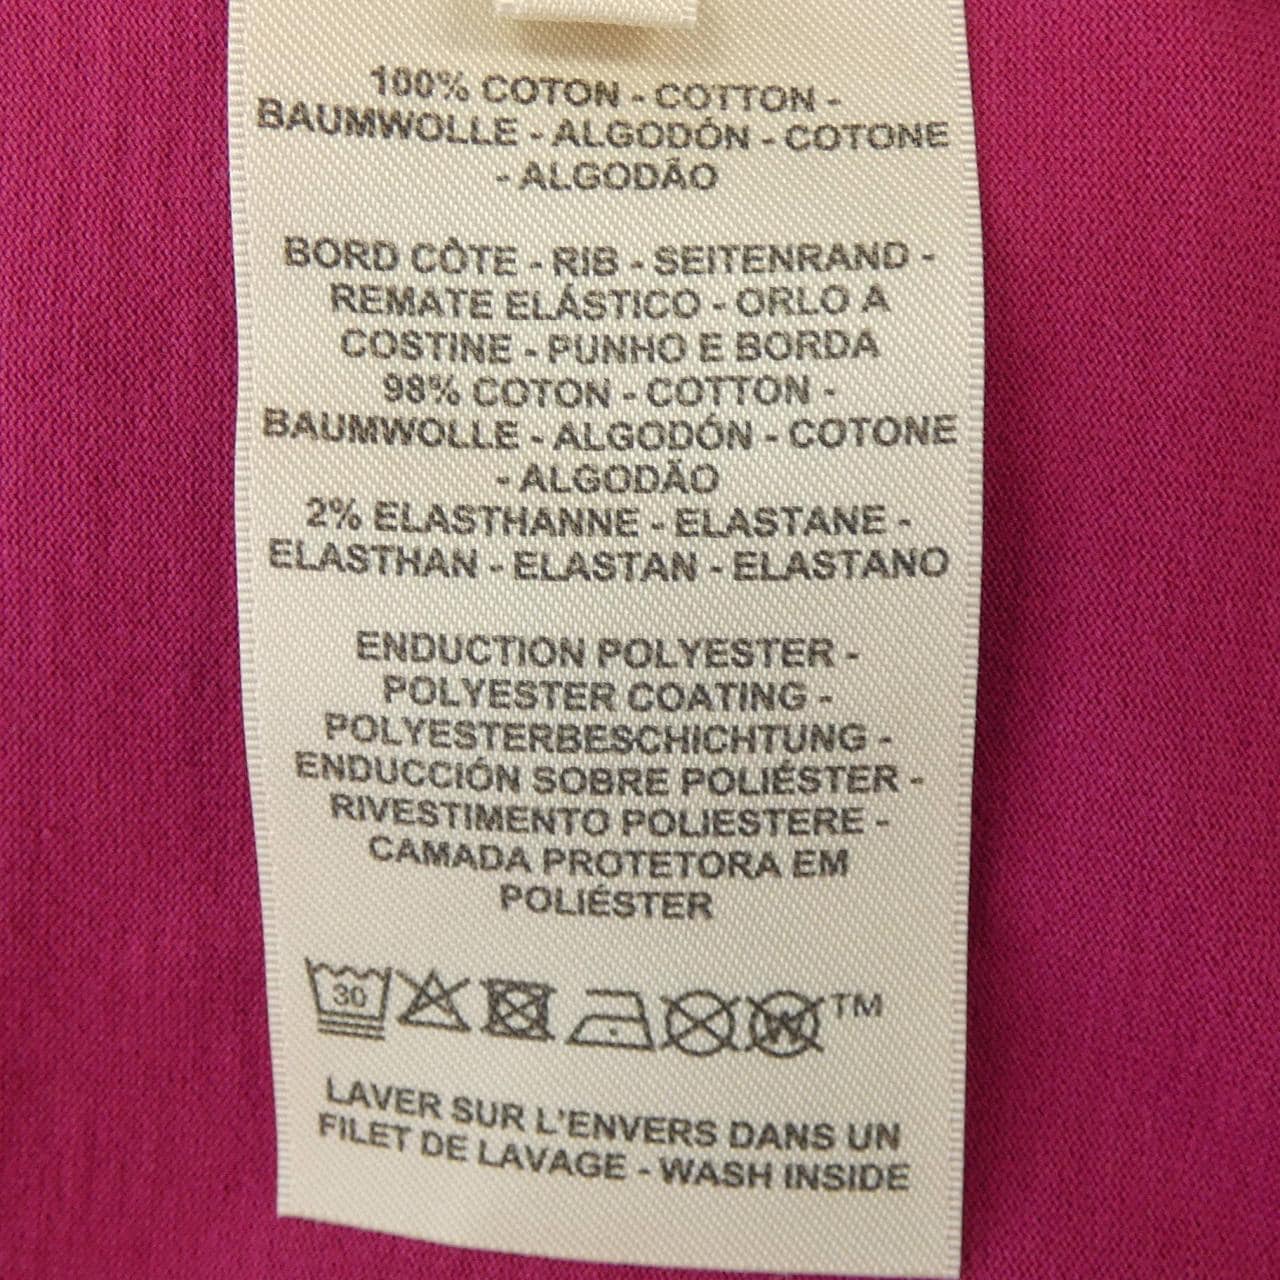 100% COTON - COTTON -
BAUMWOLLE - ALGODÓN - COTONE
- ALGODÃO
BORD CÔTE - RIB - SEITENRAND -
REMATE ELÁSTICO - ORLO A
COSTINE - PUNHO E BORDA
98% COTON - COTTON -
BAUMWOLLE - ALGODÓN - COTONE
- ALGODÃO
2% ELASTHANNE - ELASTANE -
ELASTHAN - ELASTAN - ELASTANO
ENDUCTION POLYESTER -
POLYESTER COATING -
POLYESTERBESCHICHTUNG -
ENDUCCIÓN SOBRE POLIÉSTER -
RIVESTIMENTO POLIESTERE -
CAMADA PROTETORA EM
POLIÉSTER
30 W TM
LAVER SUR L'ENVERS DANS UN
FILET DE LAVAGE - WASH INSIDE